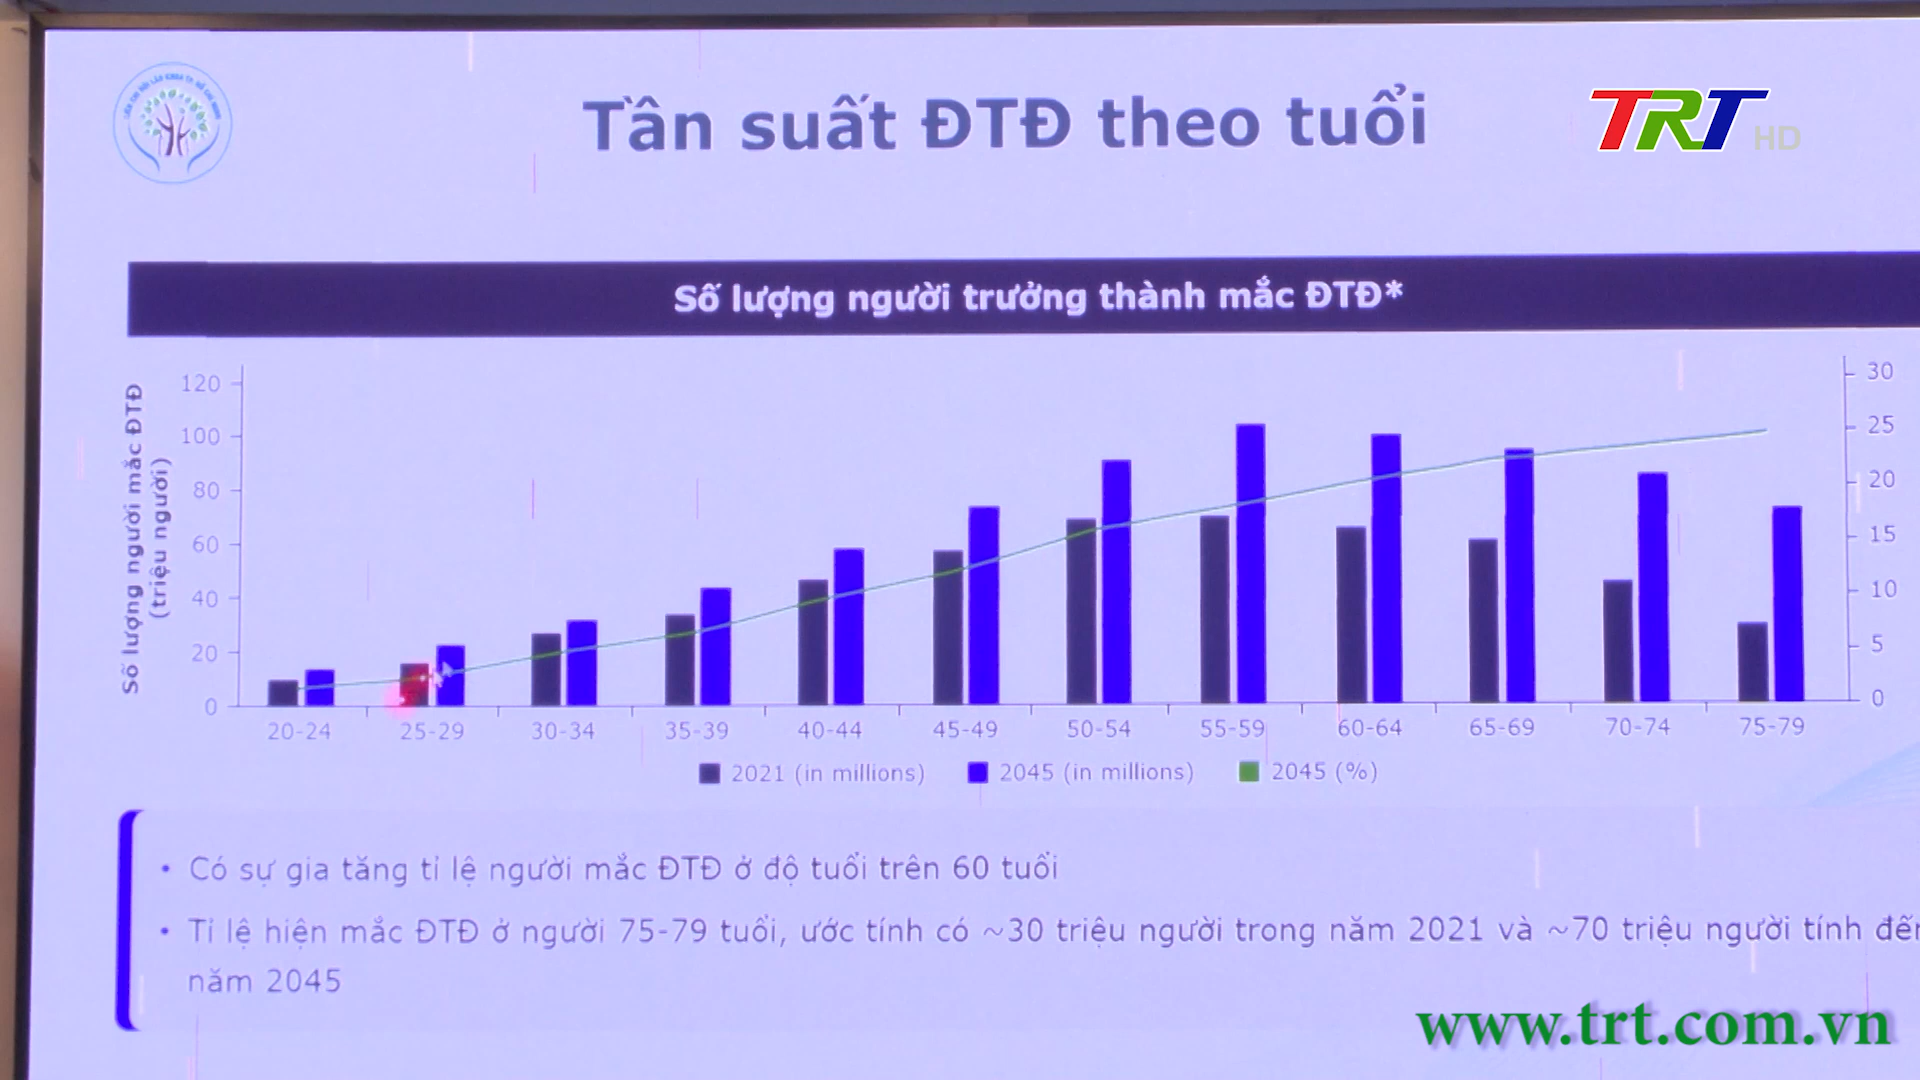 Tần suất ĐTĐ theo tuổi
TRT HD
Số lượng người trưởng thành mắc ĐTĐ*
Số lượng người mắc ĐTĐ
(triệu người)
120
100
80
60
40
20
0
30
25
20
15
10
5
0
20-24 25-29 30-34 35-39 40-44 45-49 50-54 55-59 60-64 65-69 70-74 75-79
2021 (in millions) 2045 (in millions) 2045 (%)
• Có sự gia tăng tỉ lệ người mắc ĐTĐ ở độ tuổi trên 60 tuổi
• Tỉ lệ hiện mắc ĐTĐ ở người 75-79 tuổi, ước tính có ~30 triệu người trong năm 2021 và ~70 triệu người tính đến
năm 2045
www.trt.com.vn